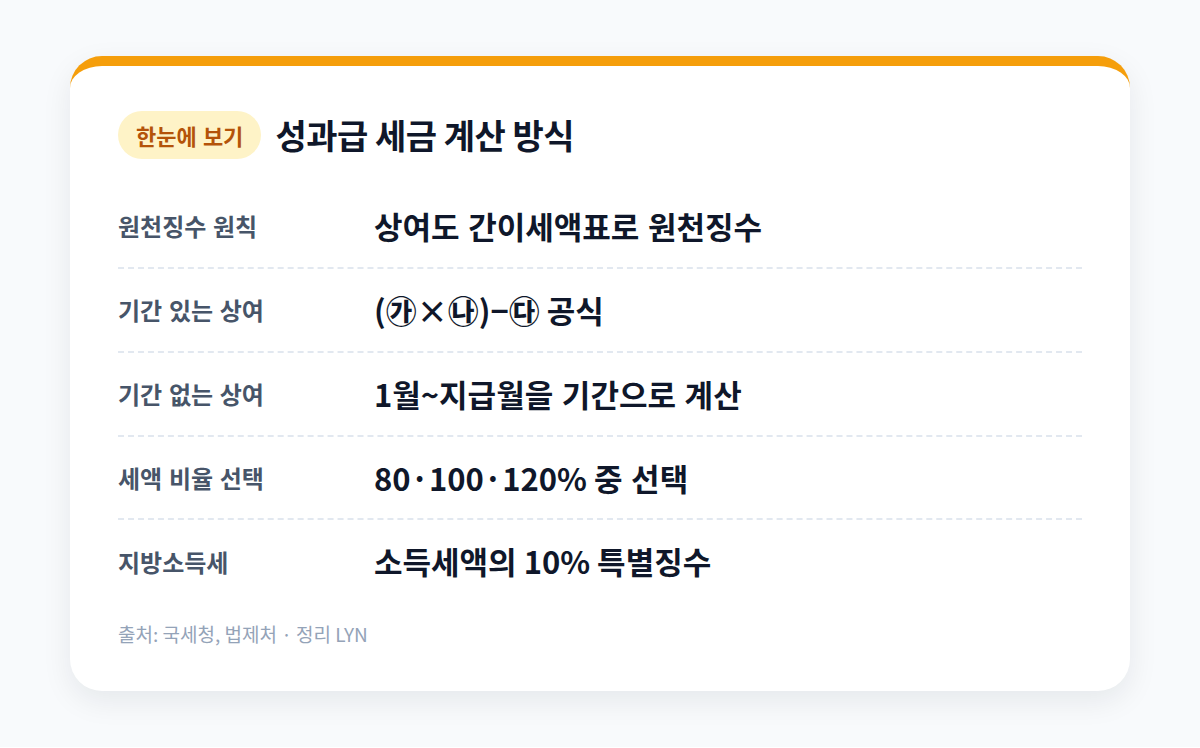 한눈에 보기 성과급 세금 계산 방식
원천징수 원칙 상여도 간이세액표로 원천징수
기간 있는 상여 (㉮×㉯)−㉰ 공식
기간 없는 상여 1월~지급월을 기간으로 계산
세액 비율 선택 80·100·120% 중 선택
지방소득세 소득세액의 10% 특별징수
출처: 국세청, 법제처 · 정리 LYN